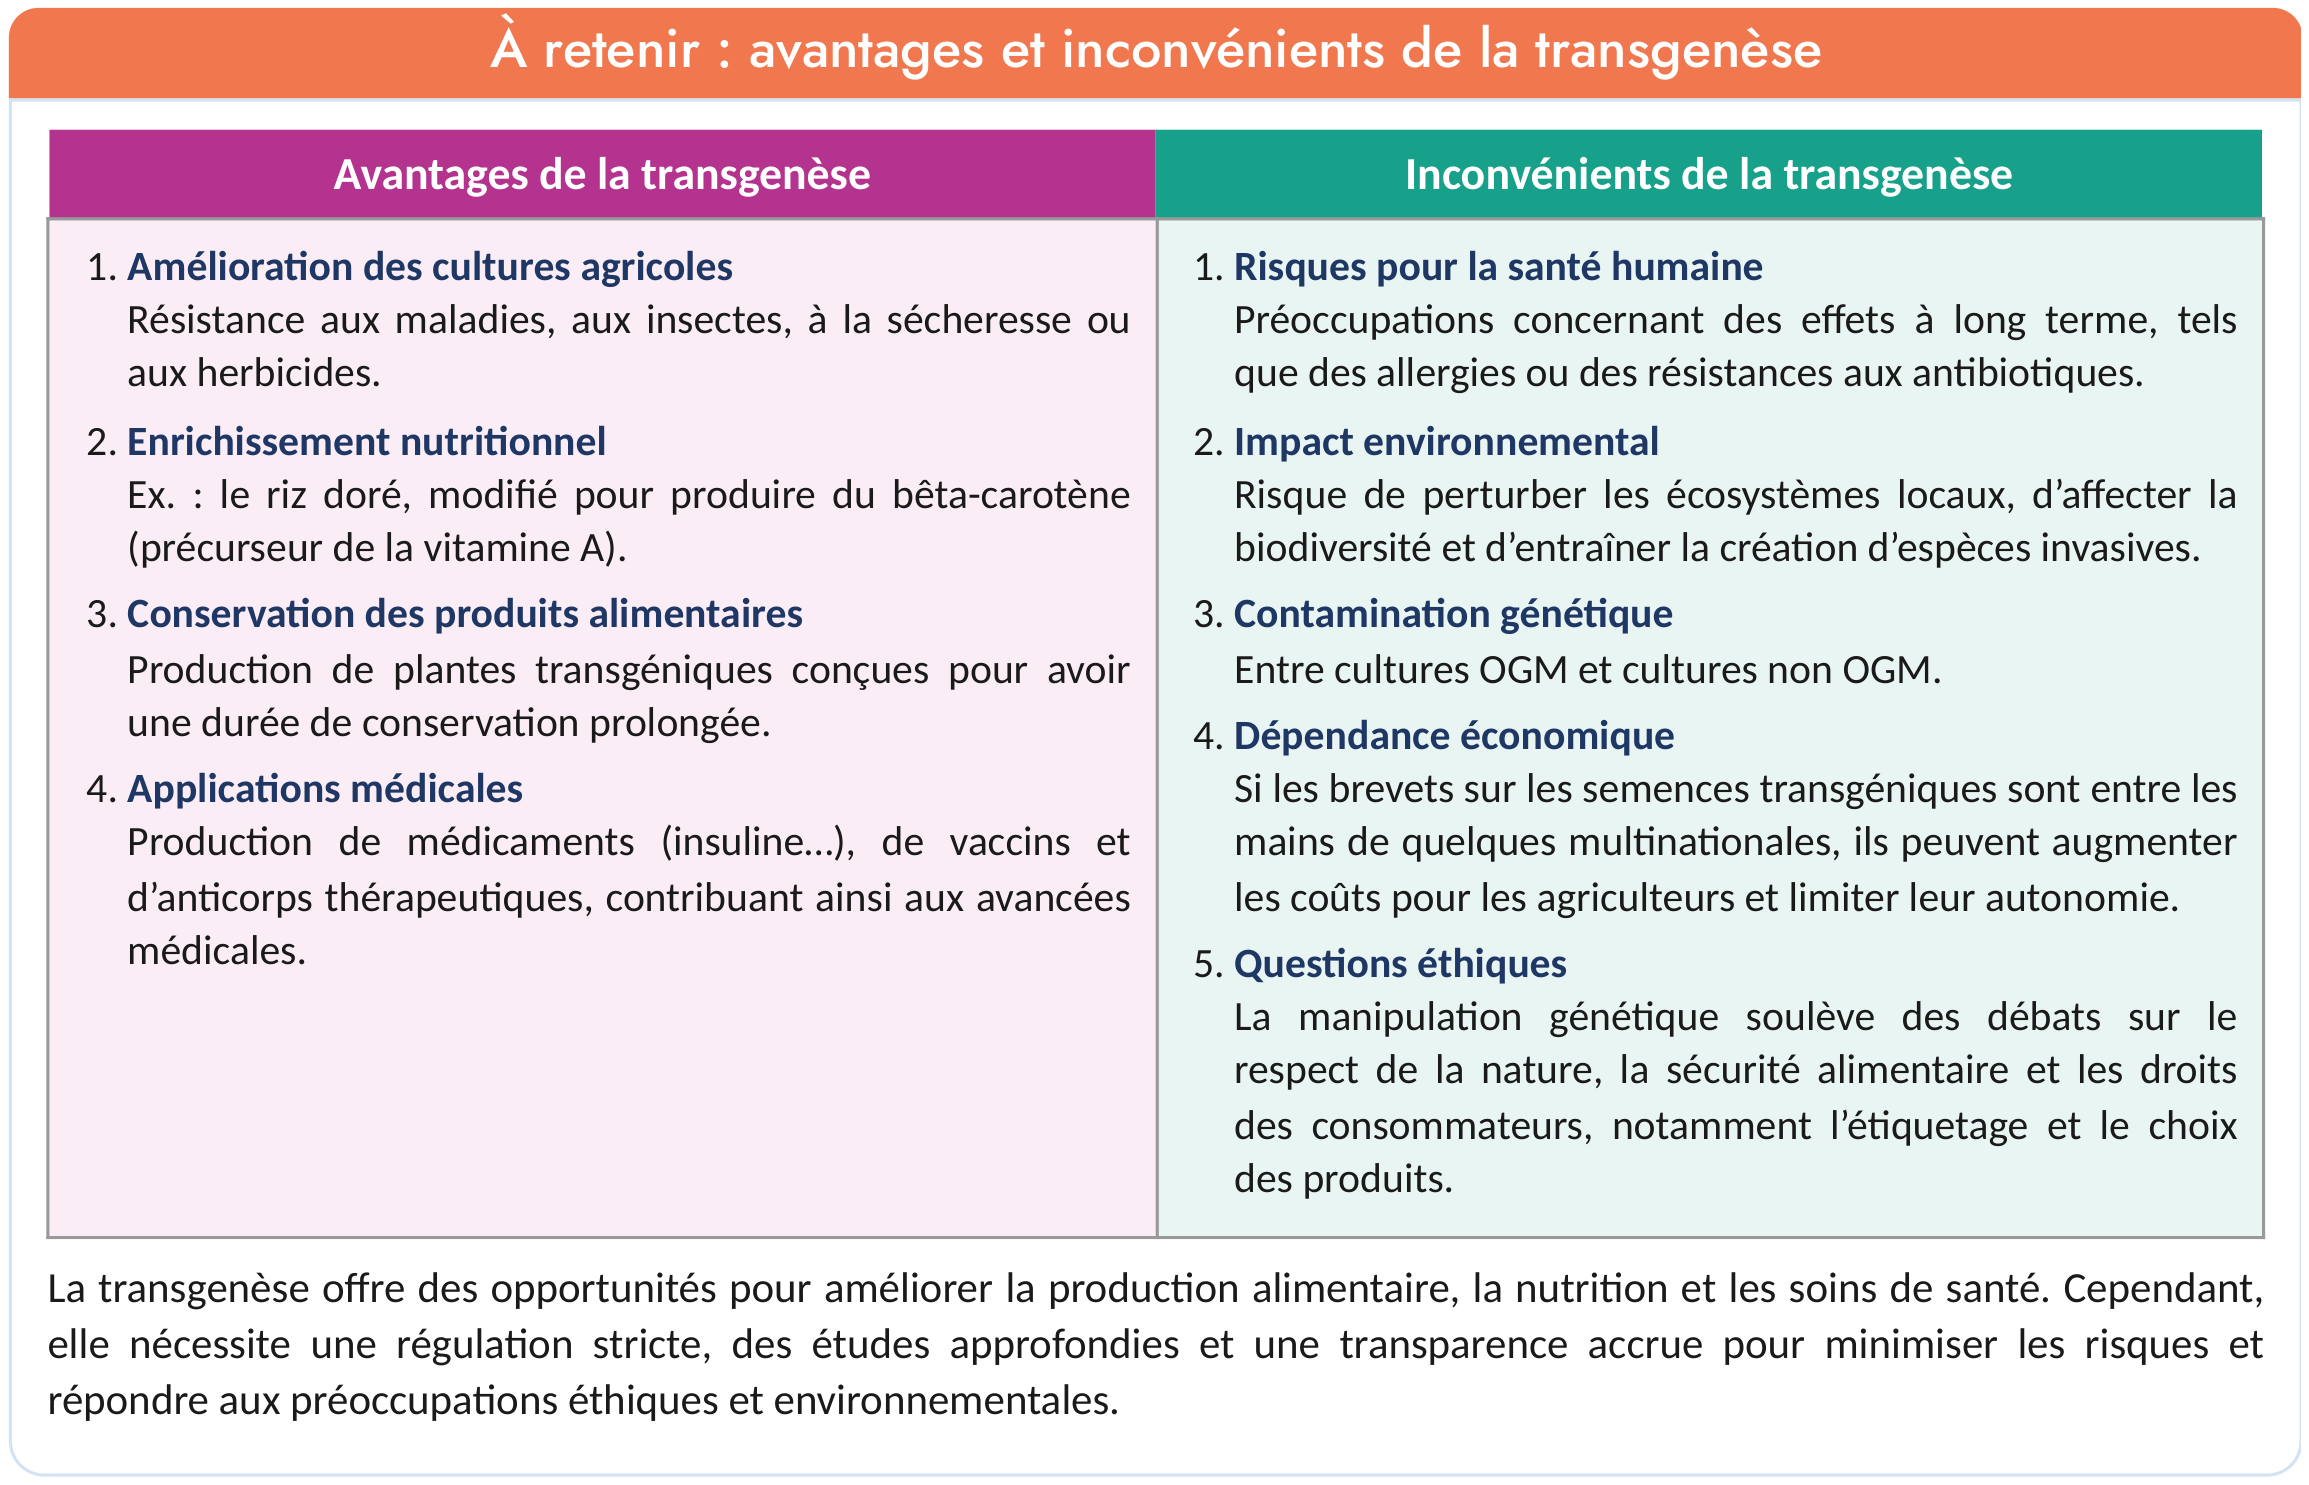 À retenir : avantages et inconvénients de la transgenèse
Avantages de la transgenèse
1. Amélioration des cultures agricoles
Résistance aux maladies, aux insectes, à la sécheresse ou
aux herbicides.
2. Enrichissement nutritionnel
Ex. : le riz doré, modifié pour produire du bêta-carotène
(précurseur de la vitamine A).
3. Conservation des produits alimentaires
Production de plantes transgéniques conçues pour avoir
une durée de conservation prolongée.
4. Applications médicales
Production de médicaments (insuline...), de vaccins et
d’anticorps thérapeutiques, contribuant ainsi aux avancées
médicales.
Inconvénients de la transgenèse
1. Risques pour la santé humaine
Préoccupations concernant des effets à long terme, tels
que des allergies ou des résistances aux antibiotiques.
2. Impact environnemental
Risque de perturber les écosystèmes locaux, d’affecter la
biodiversité et d’entraîner la création d’espèces invasives.
3. Contamination génétique
Entre cultures OGM et cultures non OGM.
4. Dépendance économique
Si les brevets sur les semences transgéniques sont entre les
mains de quelques multinationales, ils peuvent augmenter
les coûts pour les agriculteurs et limiter leur autonomie.
5. Questions éthiques
La manipulation génétique soulève des débats sur le
respect de la nature, la sécurité alimentaire et les droits
des consommateurs, notamment l’étiquetage et le choix
des produits.
La transgenèse offre des opportunités pour améliorer la production alimentaire, la nutrition et les soins de santé. Cependant,
elle nécessite une régulation stricte, des études approfondies et une transparence accrue pour minimiser les risques et
répondre aux préoccupations éthiques et environnementales.